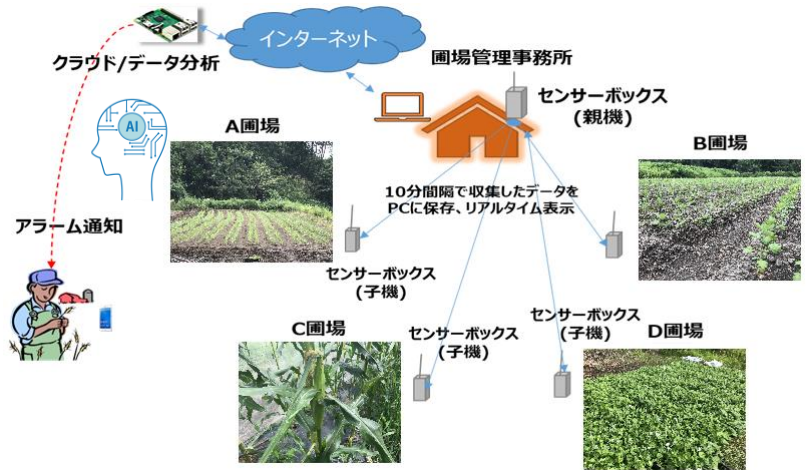 インターネット
クラウド/データ分析
圃場管理事務所
センサーボックス
(親機)
AI
A圃場
B圃場
10分間隔で収集したデータを
PCに保存、リアルタイム表示
アラーム通知
センサーボックス
(子機)
C圃場
センサーボックス
(子機)
センサーボックス
(子機)
D圃場